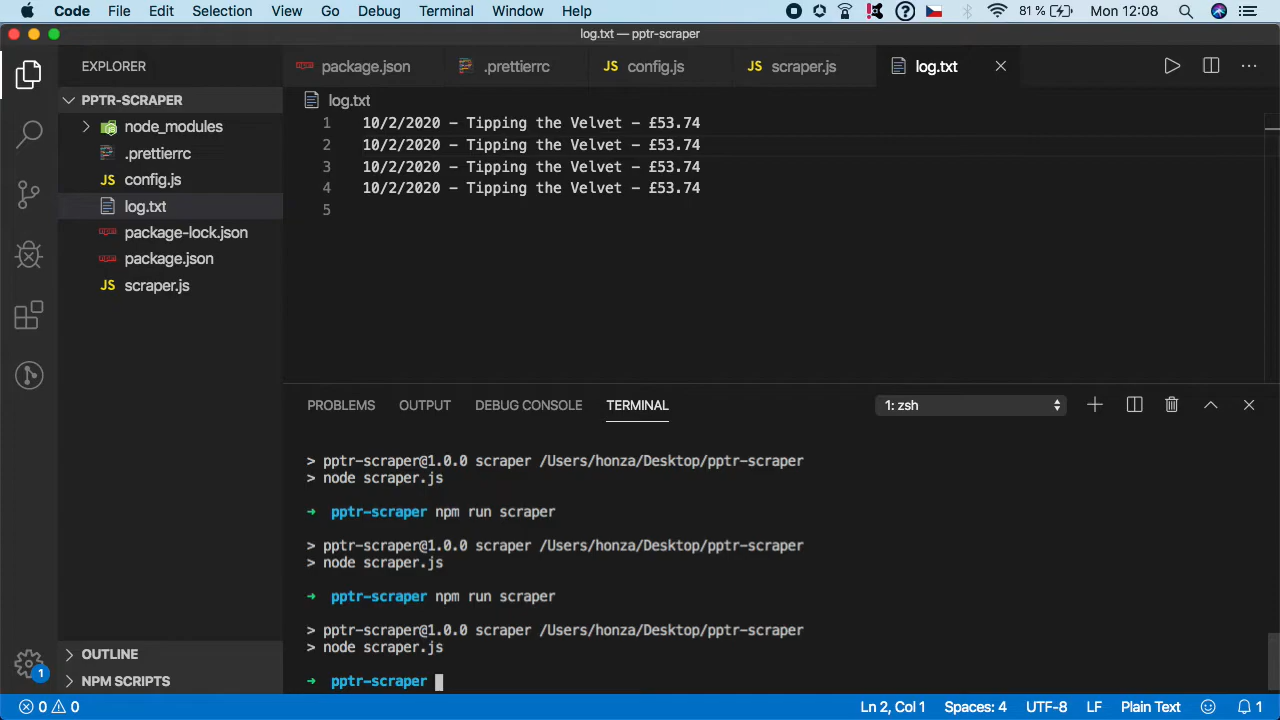 Code File Edit Selection View Go Debug Terminal Window Help 81 % Mon 12:08
log.txt — pptr-scraper
EXPLORER
package.json .prettierrc JS config.js JS scraper.js log.txt
PPTR-SCRAPER
log.txt
node_modules
.prettierrc
JS config.js
log.txt
package-lock.json
package.json
JS scraper.js
1 10/2/2020 - Tipping the Velvet - £53.74
2 10/2/2020 - Tipping the Velvet - £53.74
3 10/2/2020 - Tipping the Velvet - £53.74
4 10/2/2020 - Tipping the Velvet - £53.74
5
PROBLEMS OUTPUT DEBUG CONSOLE TERMINAL 1: zsh
> pptr-scraper@1.0.0 scraper /Users/honza/Desktop/pptr-scraper
> node scraper.js
➜ pptr-scraper npm run scraper
> pptr-scraper@1.0.0 scraper /Users/honza/Desktop/pptr-scraper
> node scraper.js
➜ pptr-scraper npm run scraper
> pptr-scraper@1.0.0 scraper /Users/honza/Desktop/pptr-scraper
> node scraper.js
➜ pptr-scraper
OUTLINE
NPM SCRIPTS
1
0 0 Ln 2, Col 1 Spaces: 4 UTF-8 LF Plain Text 1